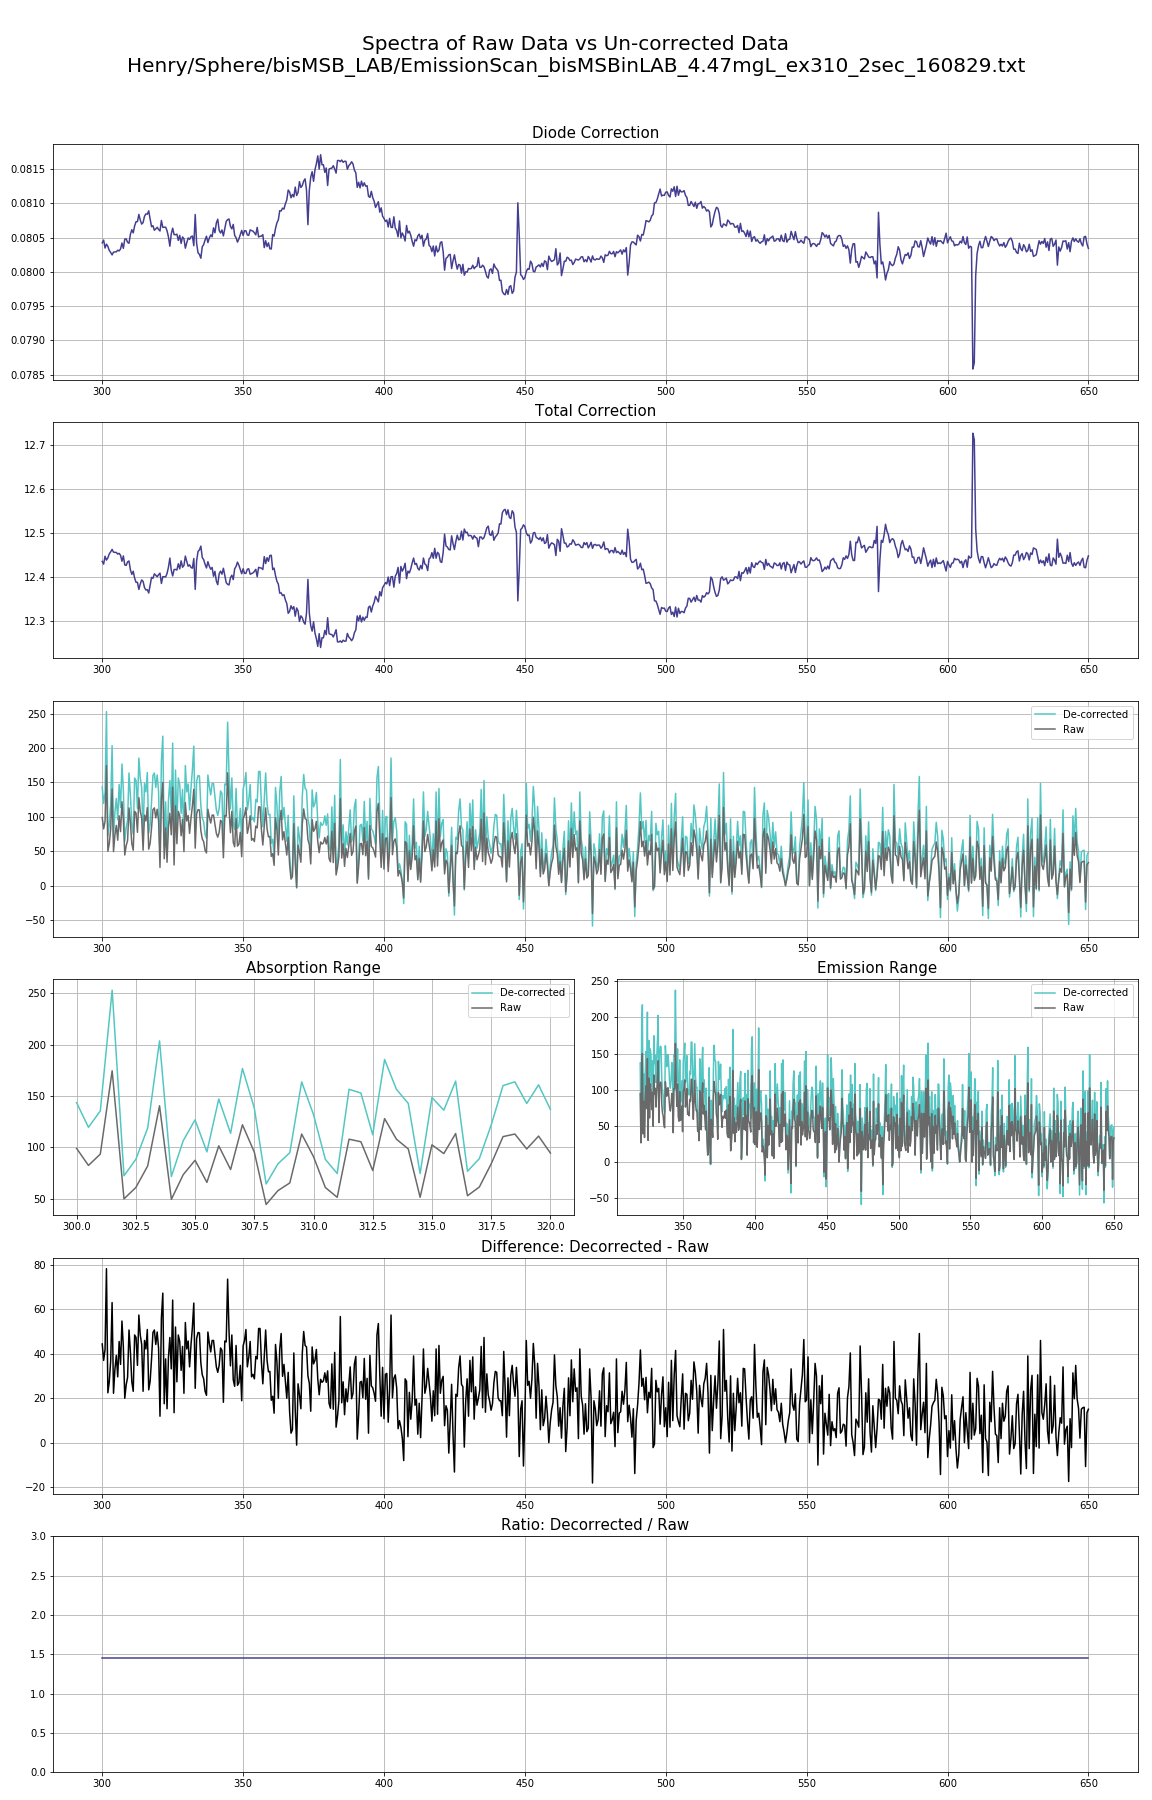 Spectra of Raw Data vs Un-corrected Data
Henry/Sphere/bisMSB_LAB/EmissionScan_bisMSBinLAB_4.47mgL_ex310_2sec_160829.txt
Diode Correction
0.0815
0.0810
0.0805
0.0800
0.0795
0.0790
0.0785
300 350 400 450 500 550 600 650
Total Correction
12.7
12.6
12.5
12.4
12.3
300 350 400 450 500 550 600 650
250
200
150
100
50
0
−50
De-corrected
Raw
300 350 400 450 500 550 600 650
Absorption Range
250
200
150
100
50
De-corrected
Raw
300.0 302.5 305.0 307.5 310.0 312.5 315.0 317.5 320.0
Emission Range
250
200
150
100
50
0
−50
De-corrected
Raw
350 400 450 500 550 600 650
Difference: Decorrected - Raw
80
60
40
20
0
−20
300 350 400 450 500 550 600 650
Ratio: Decorrected / Raw
3.0
2.5
2.0
1.5
1.0
0.5
0.0
300 350 400 450 500 550 600 650